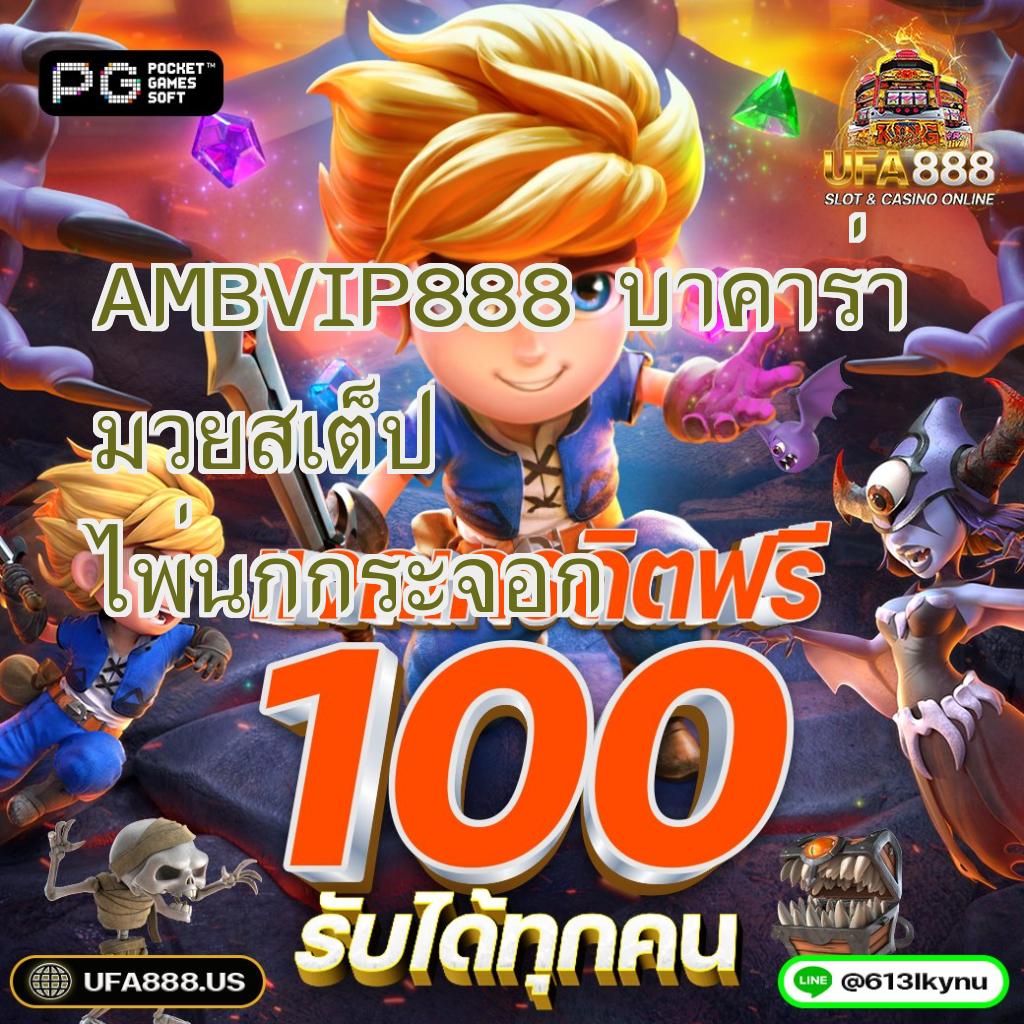 PG POCKET GAMES SOFT™
UFA888
SLOT & CASINO ONLINE
AMBVIP888 บาคาร่า
มวยสเต็ป
ไพ่นกกระจอก
100
รับได้ทุกคน
UFA888.US
LINE @613lkynu